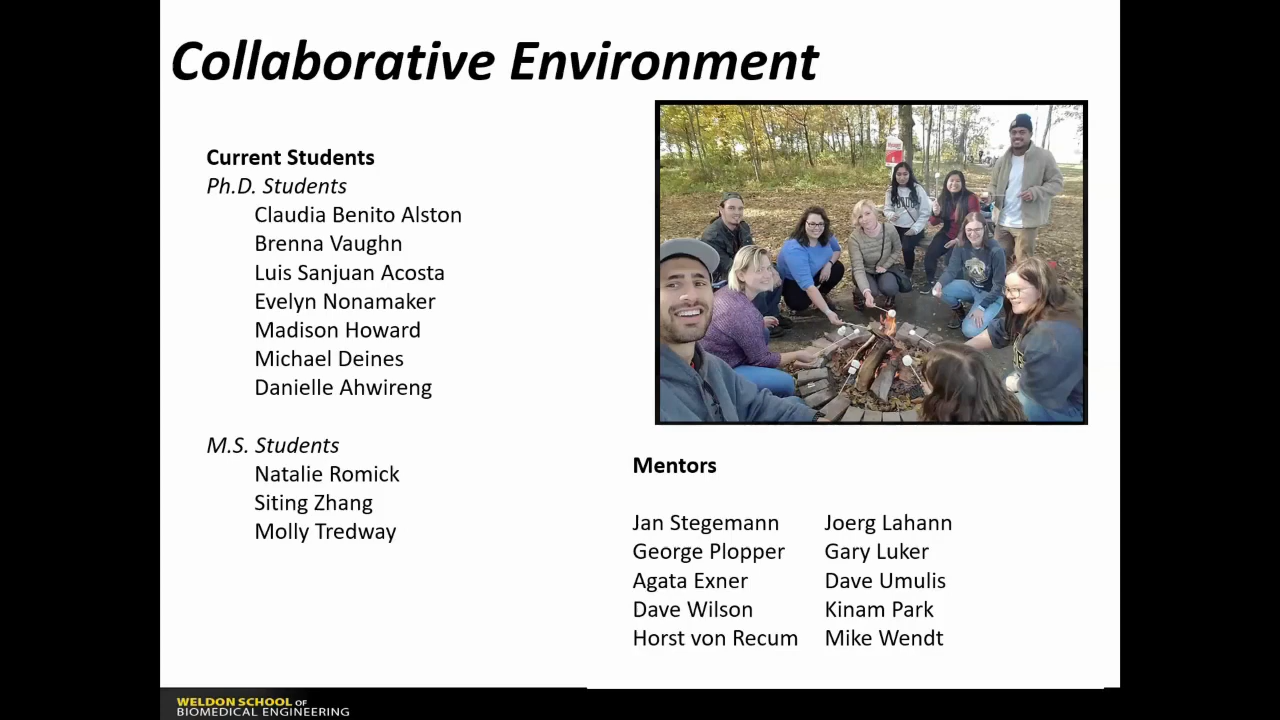 Collaborative Environment
Current Students
Ph.D. Students
Claudia Benito Alston
Brenna Vaughn
Luis Sanjuan Acosta
Evelyn Nonamaker
Madison Howard
Michael Deines
Danielle Ahwireng
M.S. Students
Natalie Romick
Siting Zhang
Molly Tredway
Mentors
Jan Stegemann Joerg Lahann
George Plopper Gary Luker
Agata Exner Dave Umulis
Dave Wilson Kinam Park
Horst von Recum Mike Wendt
WELDON SCHOOL OF
BIOMEDICAL ENGINEERING